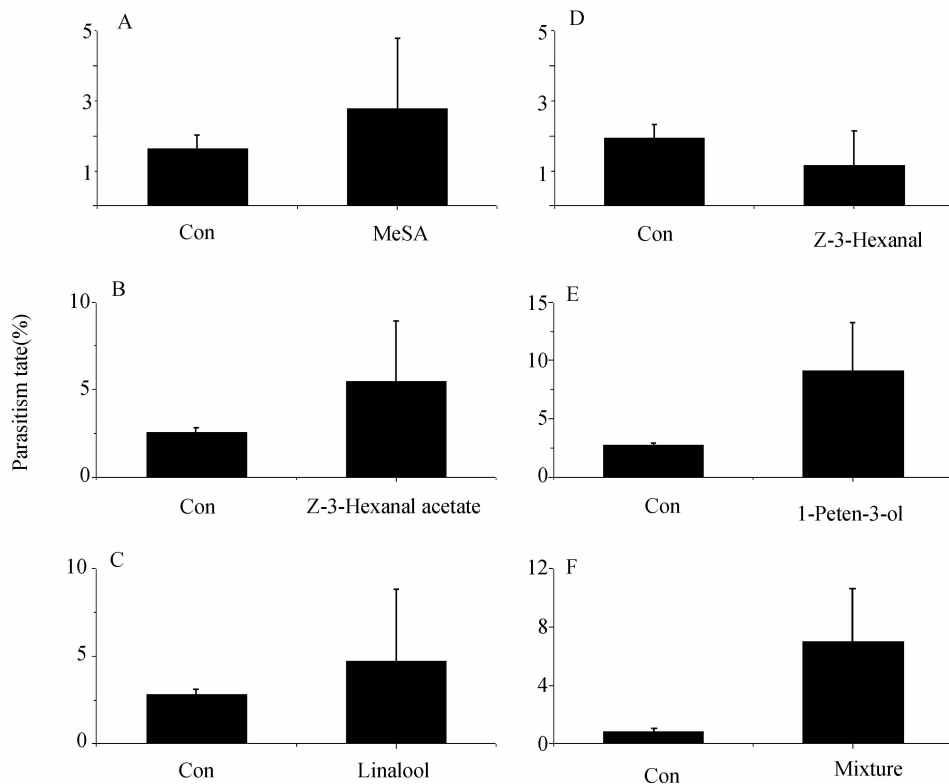 Parasitism tate(%)
A
5
3
1
Con
MeSA
D
5
3
1
Con
Z-3-Hexanal
B
10
5
0
Con
Z-3-Hexanal acetate
E
15
10
5
0
Con
1-Peten-3-ol
C
10
5
0
Con
Linalool
F
12
8
4
0
Con
Mixture